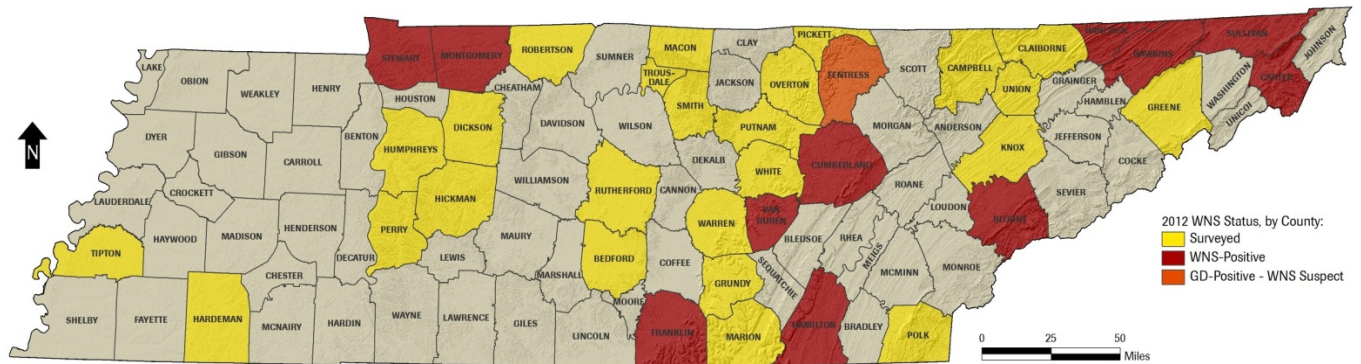 LAKE
OBION
WEAKLEY
HENRY
STEWART
MONTGOMERY
ROBERTSON
SUMNER
MACON
CLAY
PICKETT
FENTRESS
SCOTT
CAMPBELL
CLAIBORNE
HANCOCK
HAWKINS
SULLIVAN
JOHNSON
CARTER
WASHINGTON
UNICOI
GREENE
HAMBLEN
GRAINGER
UNION
TROUS-
DALE
JACKSON
OVERTON
HOUSTON
CHEATHAM
SMITH
DYER
GIBSON
CARROLL
BENTON
HUMPHREYS
DICKSON
DAVIDSON
WILSON
PUTNAM
MORGAN
ANDERSON
KNOX
JEFFERSON
COCKE
N
CROCKETT
LAUDERDALE
WILLIAMSON
RUTHERFORD
CANNON
DEKALB
WHITE
CUMBERLAND
ROANE
LOUDON
SEVIER
BLOUNT
TIPTON
HAYWOOD
MADISON
HENDERSON
DECATUR
PERRY
HICKMAN
LEWIS
MAURY
BEDFORD
COFFEE
WARREN
VAN
BUREN
BLEDSOE
RHEA
MEIGS
MCMINN
MONROE
CHESTER
MARSHALL
MOORE
GRUNDY
SEQUATCHIE
SHELBY
FAYETTE
HARDEMAN
MCNAIRY
HARDIN
WAYNE
LAWRENCE
GILES
LINCOLN
FRANKLIN
MARION
HAMILTON
BRADLEY
POLK
2012 WNS Status, by County:
Surveyed
WNS-Positive
GD-Positive - WNS Suspect
0 25 50
Miles